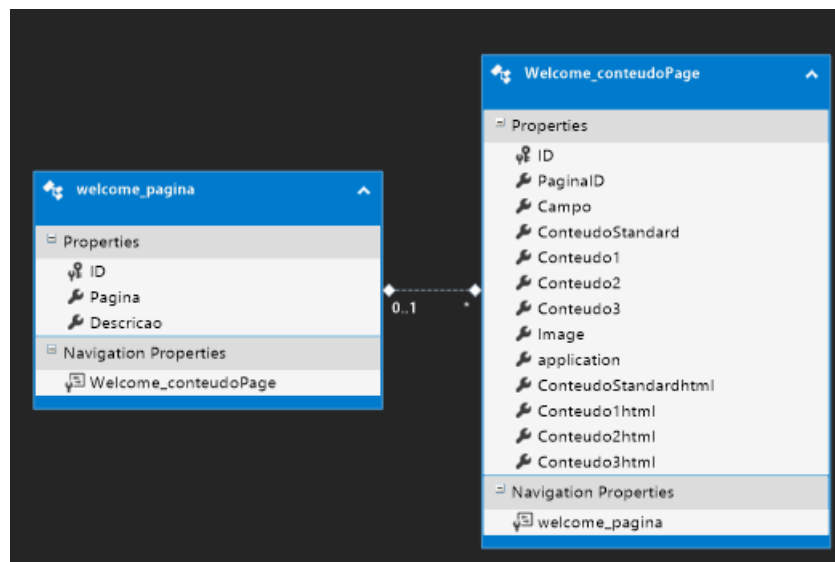 welcome_pagina
Properties
ID
Pagina
Descricao
Navigation Properties
Welcome_conteudoPage
0..1
*
Welcome_conteudoPage
Properties
ID
PaginaID
Campo
ConteudoStandard
Conteudo1
Conteudo2
Conteudo3
Image
application
ConteudoStandardhtml
Conteudo1html
Conteudo2html
Conteudo3html
Navigation Properties
welcome_pagina